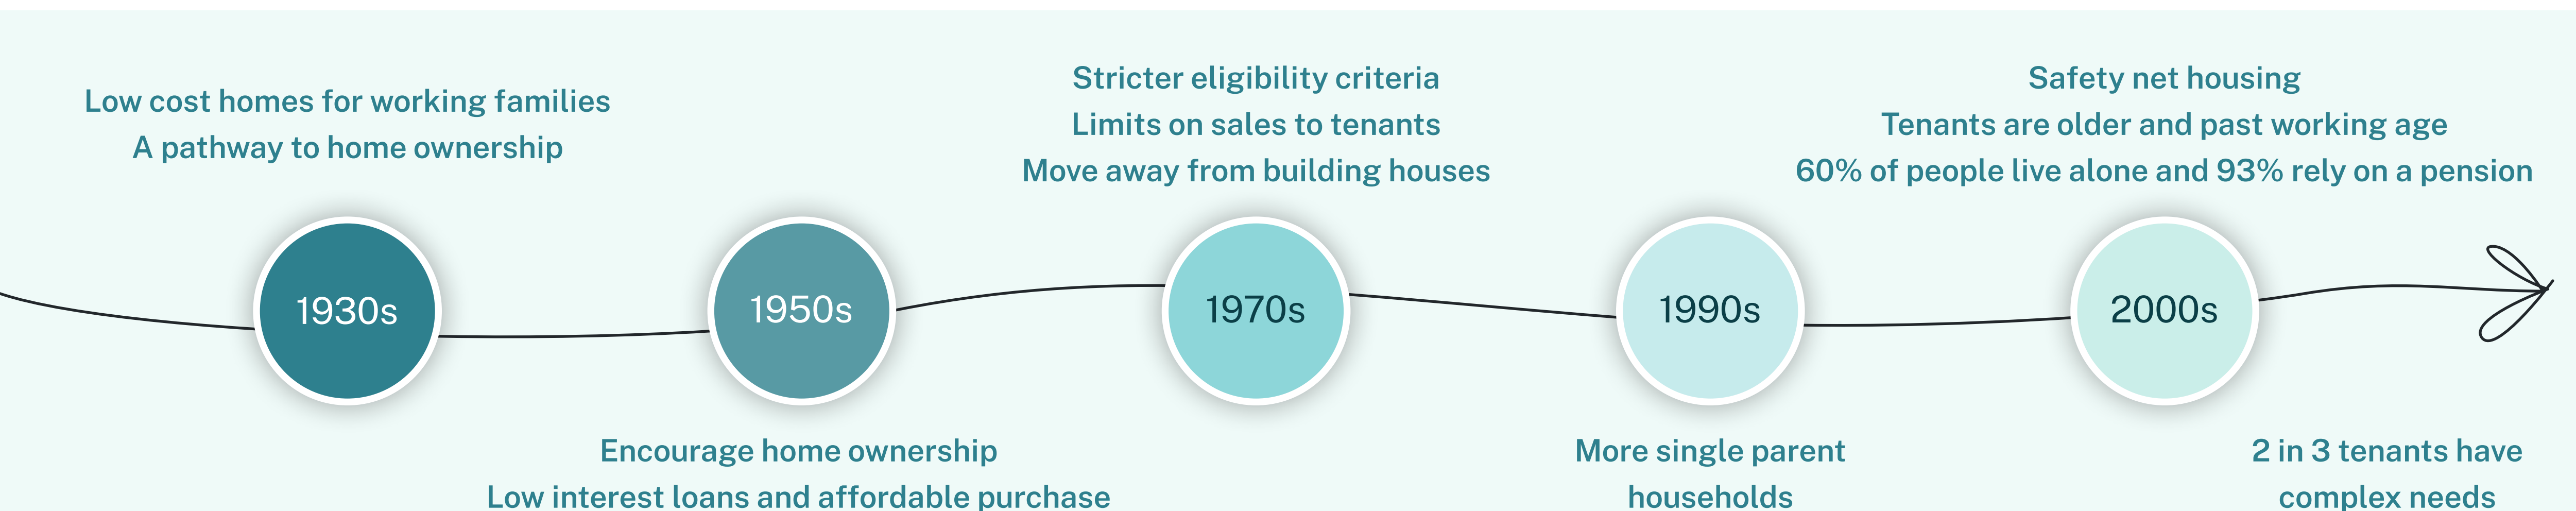 Low cost homes for working families
A pathway to home ownership
1930s
1950s
Encourage home ownership
Low interest loans and affordable purchase
Stricter eligibility criteria
Limits on sales to tenants
Move away from building houses
1970s
1990s
More single parent
households
Safety net housing
Tenants are older and past working age
60% of people live alone and 93% rely on a pension
2000s
2 in 3 tenants have
complex needs